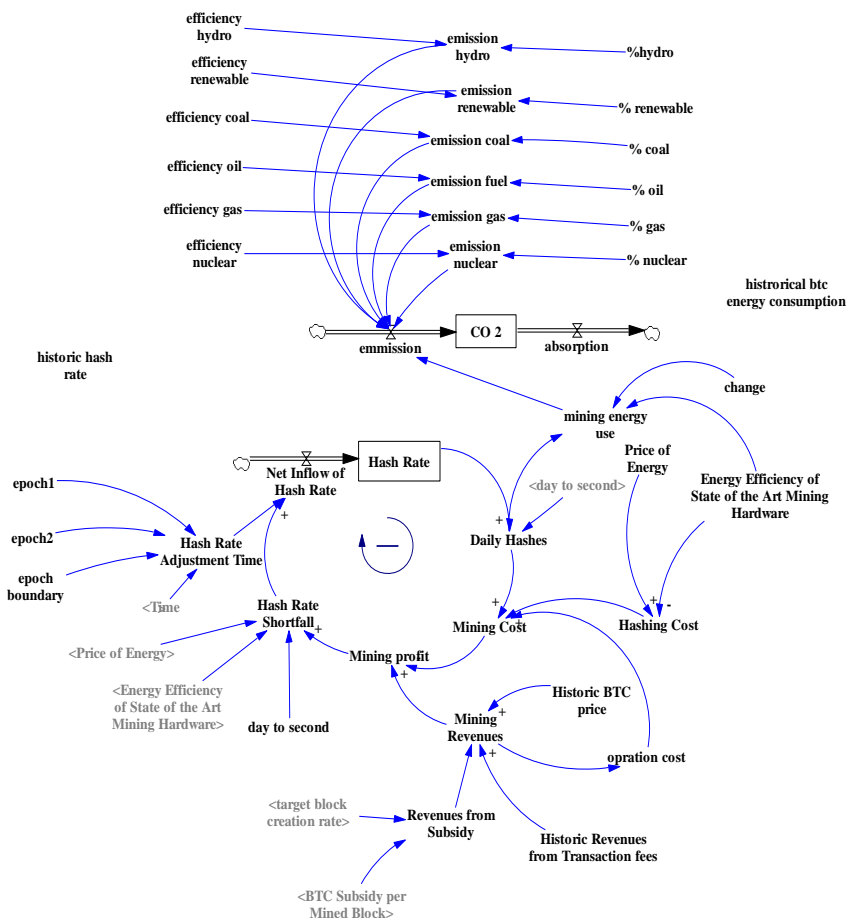 efficiency
hydro
emission
hydro
%hydro
efficiency
renewable
emission
renewable
% renewable
efficiency coal
emission coal
% coal
efficiency oil
emission fuel
% oil
efficiency gas
emission gas
% gas
efficiency
nuclear
emission
nuclear
% nuclear
histrorical btc
energy consumption
CO 2
emmission
absorption
historic hash
rate
change
mining energy
use
Price of
Energy
Energy Efficiency of
State of the Art Mining
Hardware
Hash Rate
Net Inflow of
Hash Rate
+
<day to second>
epoch1
epoch2
epoch
boundary
Hash Rate
Adjustment Time
<Time
+
Daily Hashes
Hash Rate
Shortfall
+
+
Mining Cost
+
+
-
Hashing Cost
<Price of Energy>
<Energy Efficiency
of State of the Art
Mining Hardware>
day to second
Mining profit
+
Historic BTC
price
Mining
Revenues
+
+
opration cost
<target block
creation rate>
Revenues from
Subsidy
Historic Revenues
from Transaction fees
<BTC Subsidy per
Mined Block>